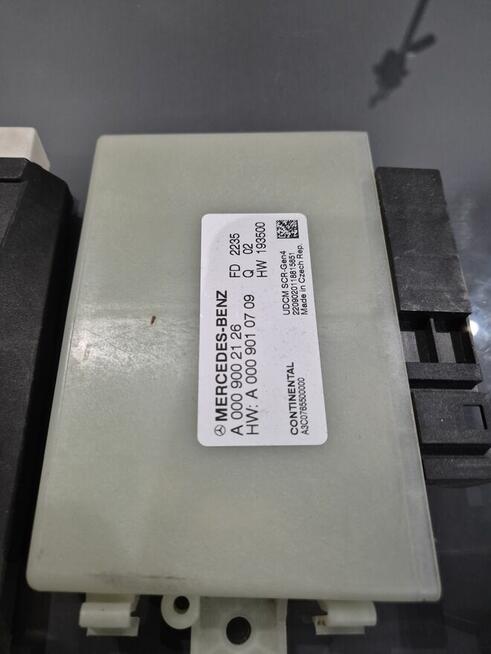 MERCEDES-BENZ FD 2235
A 000 900 21 26 Q 02
HW: A 000 901 07 09 HW 193500
CONTINENTAL UDCM SCR-Gen4
A3C0765500000 2209020118815851
Made in Czech Rep.